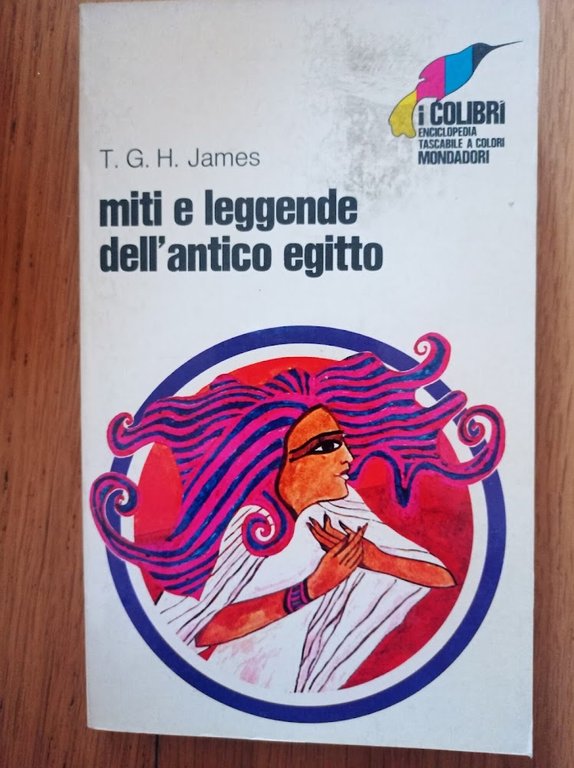 i COLIBRÌ
ENCICLOPEDIA
TASCABILE A COLORI
MONDADORI
T. G. H. James
miti e leggende
dell'antico egitto